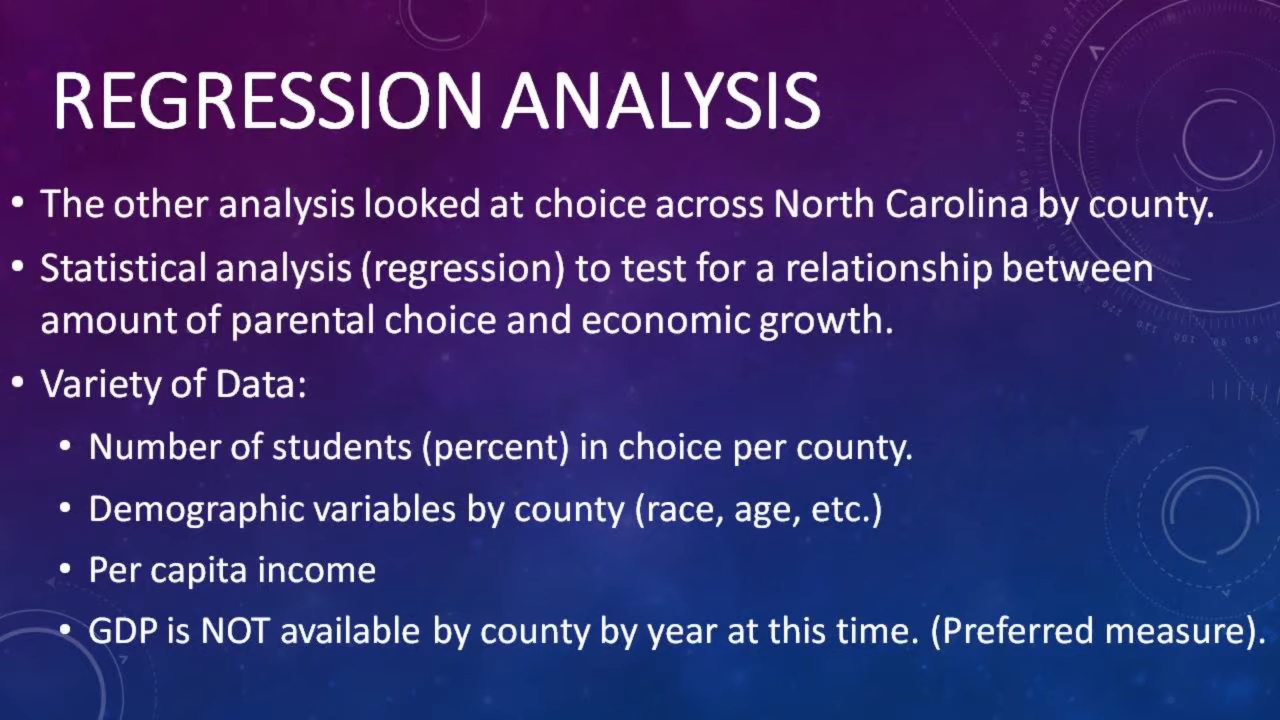 REGRESSION ANALYSIS
• The other analysis looked at choice across North Carolina by county.
• Statistical analysis (regression) to test for a relationship between
amount of parental choice and economic growth.
• Variety of Data:
• Number of students (percent) in choice per county.
• Demographic variables by county (race, age, etc.)
• Per capita income
• GDP is NOT available by county by year at this time. (Preferred measure).